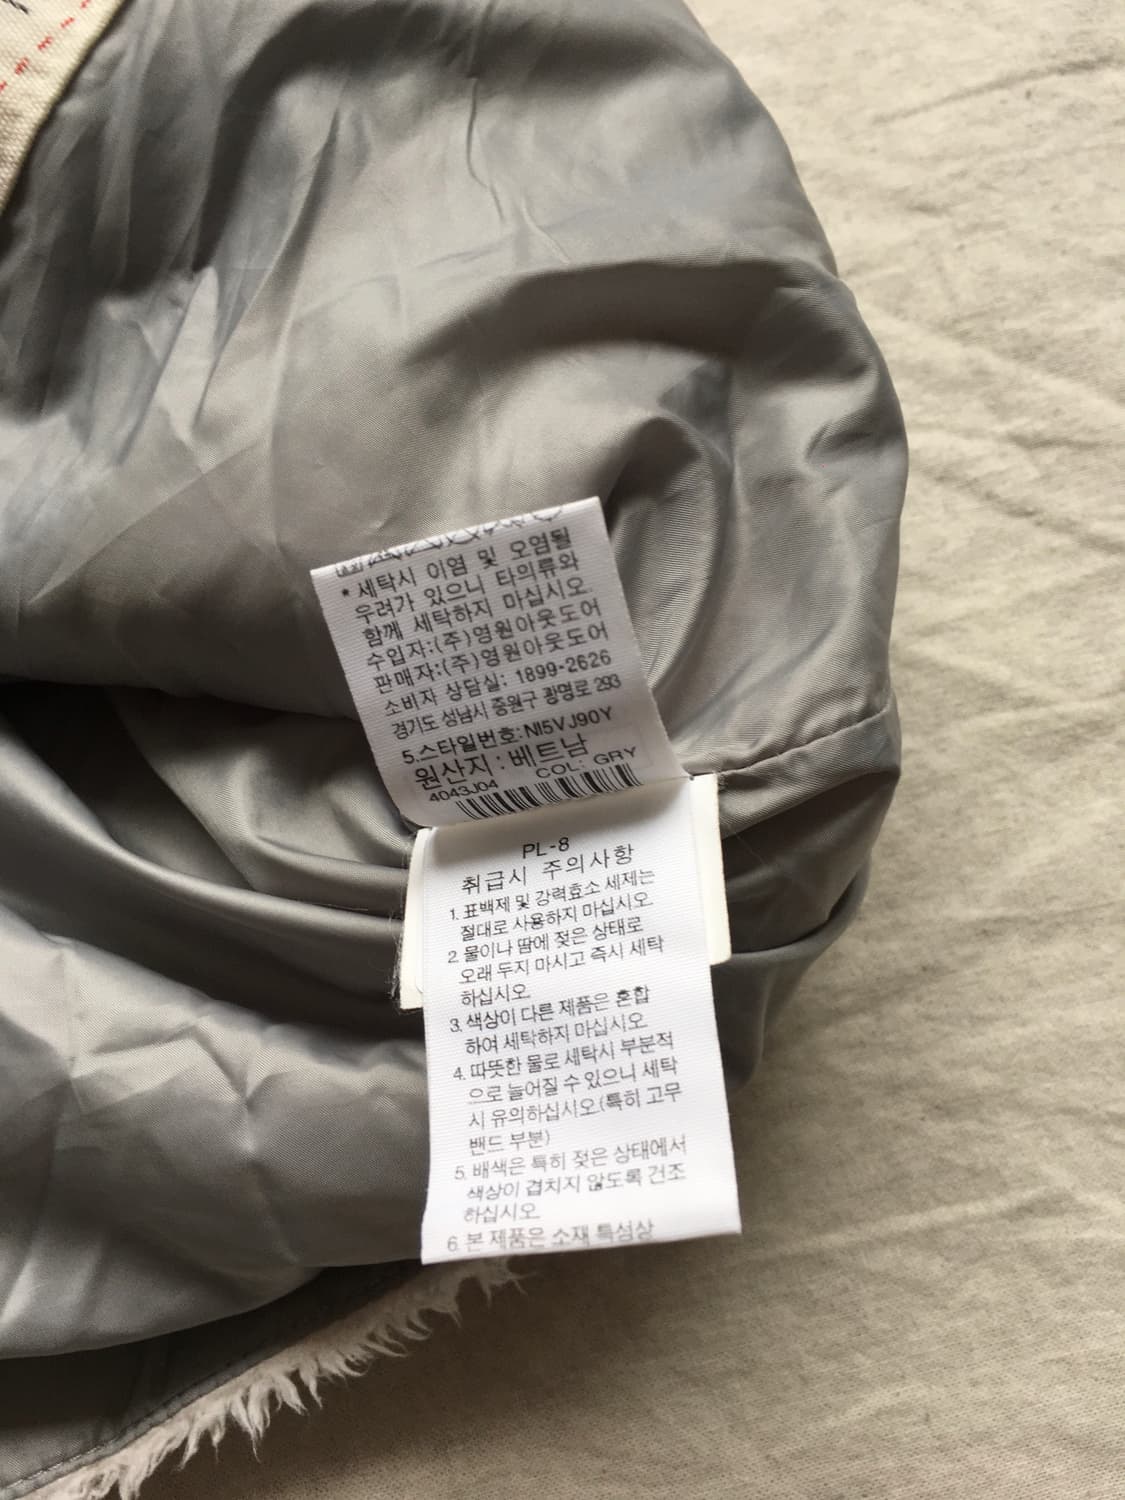 * 세탁시 이염 및 오염될
우려가 있으니 타의류와
함께 세탁하지 마십시오.
수입자:(주)영원아웃도어
판매자:(주)영원아웃도어
소비자 상담실: 1899-2626
경기도 성남시 중원구 광명로 293
5.스타일번호:NI5VJ90Y
원산지:베트남
4043J04 COL: GRY
PL-8
취급시 주의사항
1. 표백제 및 강력효소 세제는
절대로 사용하지 마십시오.
2. 물이나 땀에 젖은 상태로
오래 두지 마시고 즉시 세탁
하십시오.
3. 색상이 다른 제품은 혼합
하여 세탁하지 마십시오.
4. 따뜻한 물로 세탁시 부분적
으로 늘어질 수 있으니 세탁
시 유의하십시오.(특히 고무
밴드 부분)
5. 배색은 특히 젖은 상태에서
색상이 겹치지 않도록 건조
하십시오.
6. 본 제품은 소재 특성상